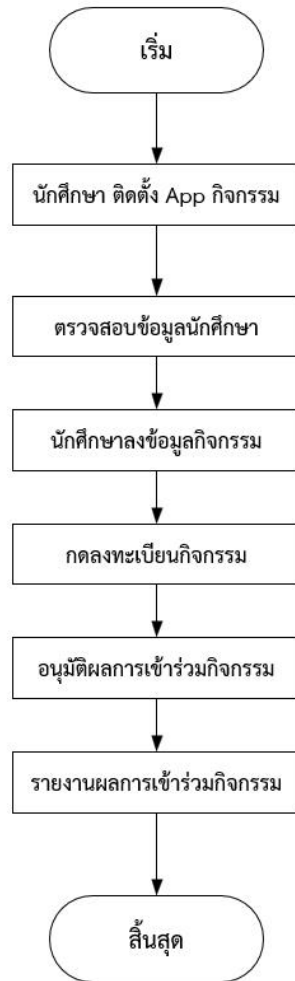 เริ่ม
นักศึกษา ติดตั้ง App กิจกรรม
ตรวจสอบข้อมูลนักศึกษา
นักศึกษาลงข้อมูลกิจกรรม
กดลงทะเบียนกิจกรรม
อนุมัติผลการเข้าร่วมกิจกรรม
รายงานผลการเข้าร่วมกิจกรรม
สิ้นสุด